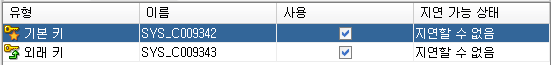 유형 이름 사용 지연 가능 상태
기본 키 SYS_C009342 지연할 수 없음
외래 키 SYS_C009343 지연할 수 없음